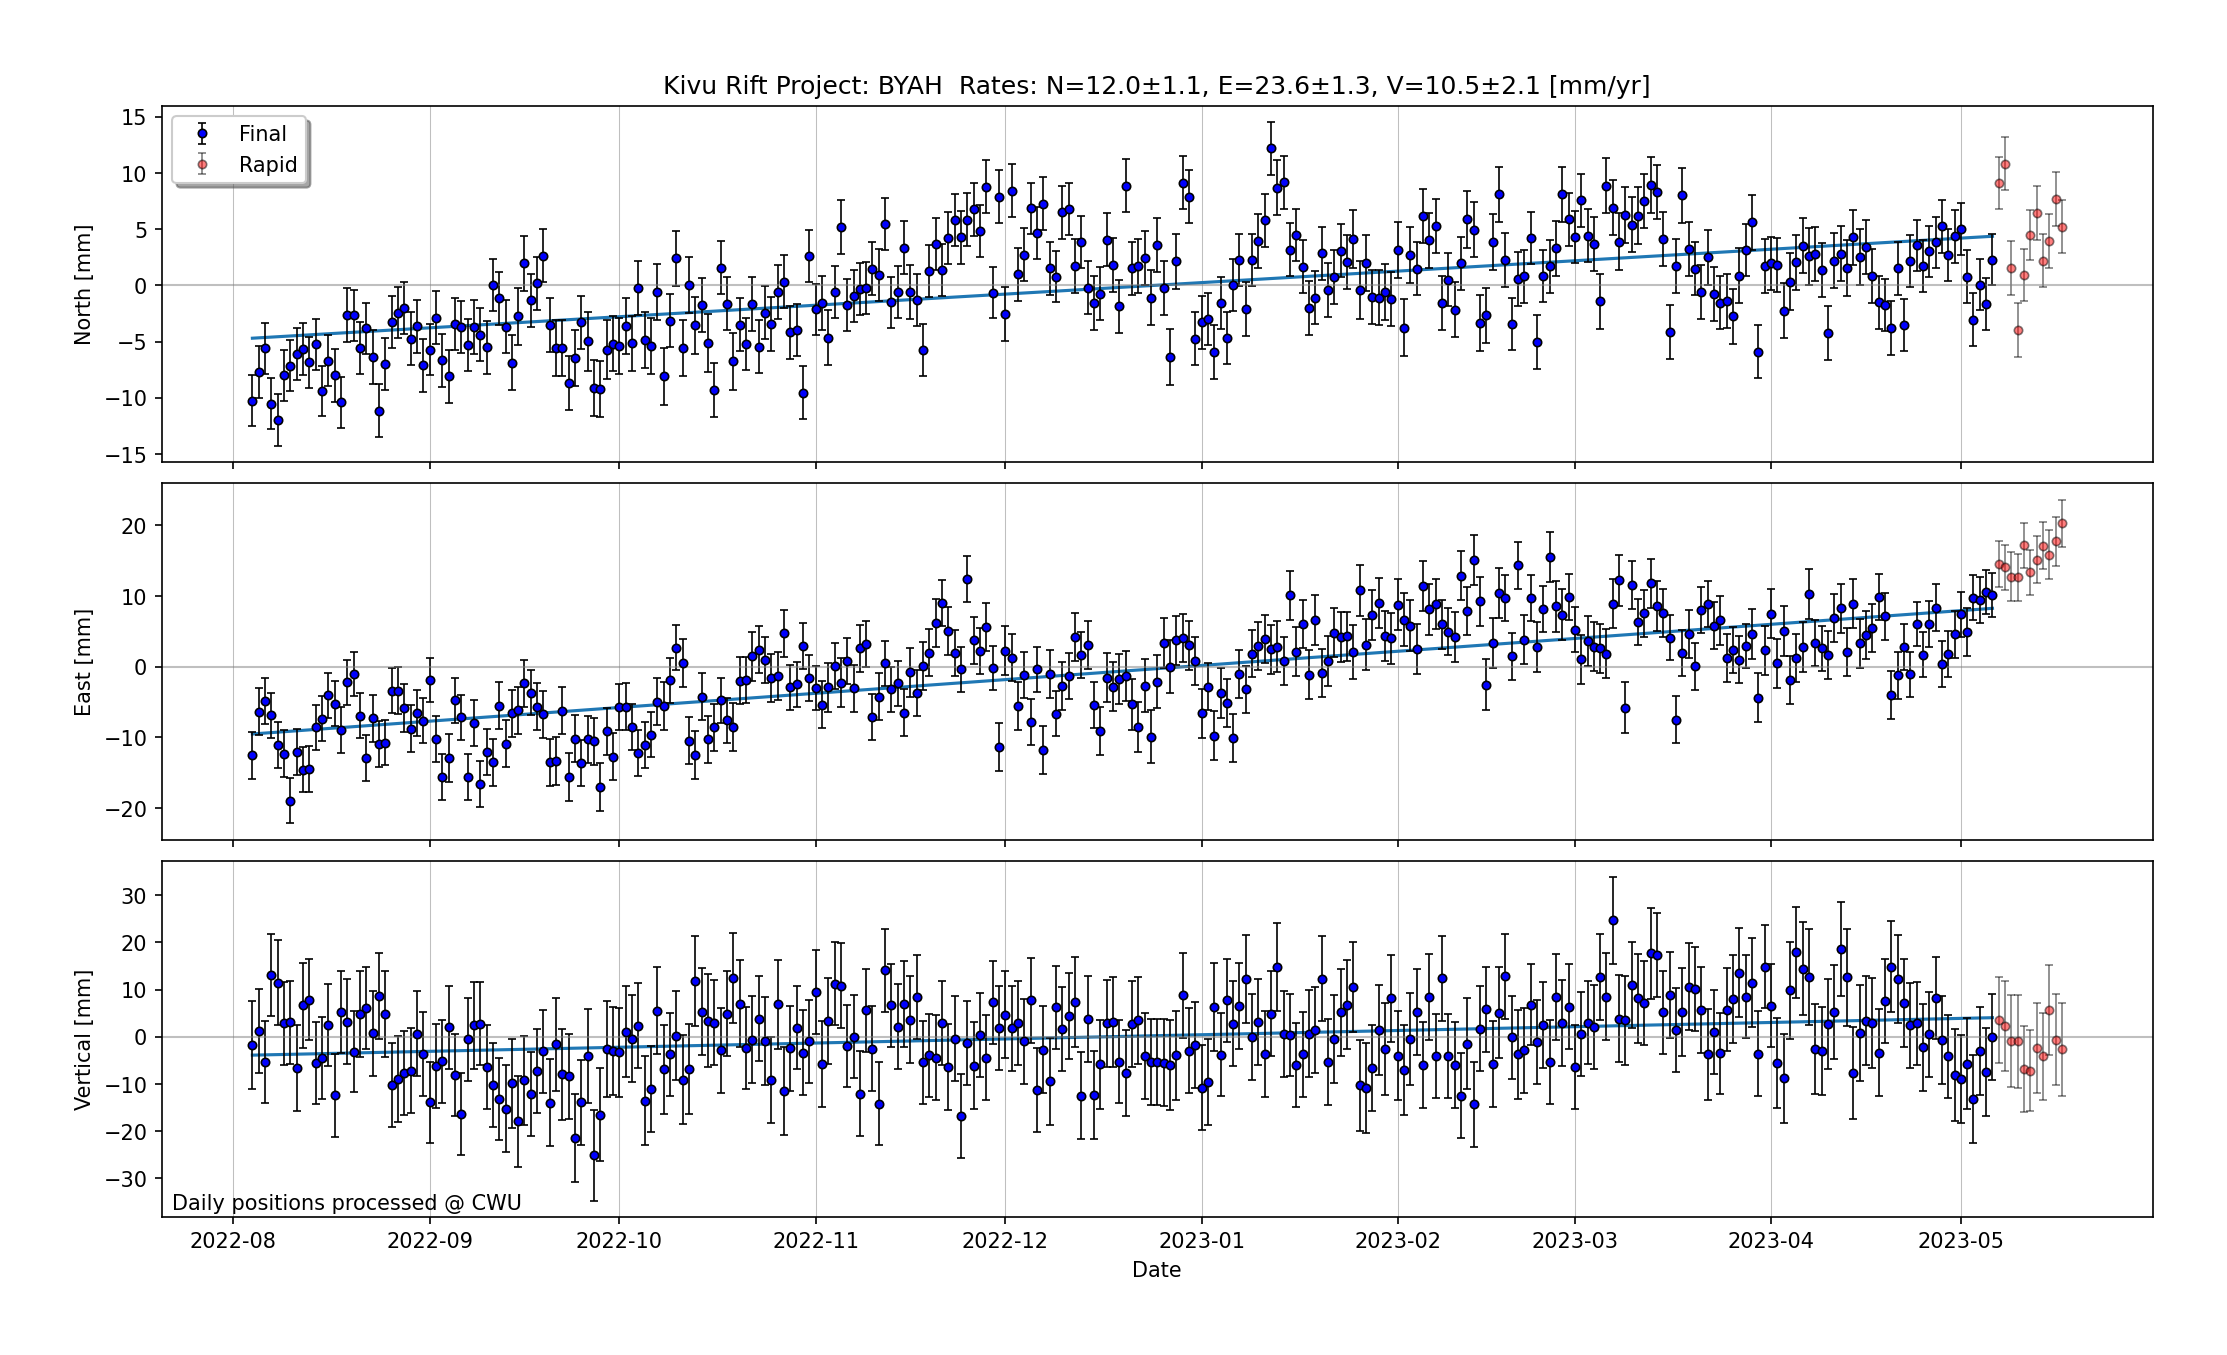 Kivu Rift Project: BYAH  Rates: N=12.0±1.1, E=23.6±1.3, V=10.5±2.1 [mm/yr]
Final
Rapid
North [mm]
15
10
5
0
−5
−10
−15
East [mm]
20
10
0
−10
−20
Vertical [mm]
30
20
10
0
−10
−20
−30
Daily positions processed @ CWU
2022-08 2022-09 2022-10 2022-11 2022-12 2023-01 2023-02 2023-03 2023-04 2023-05
Date